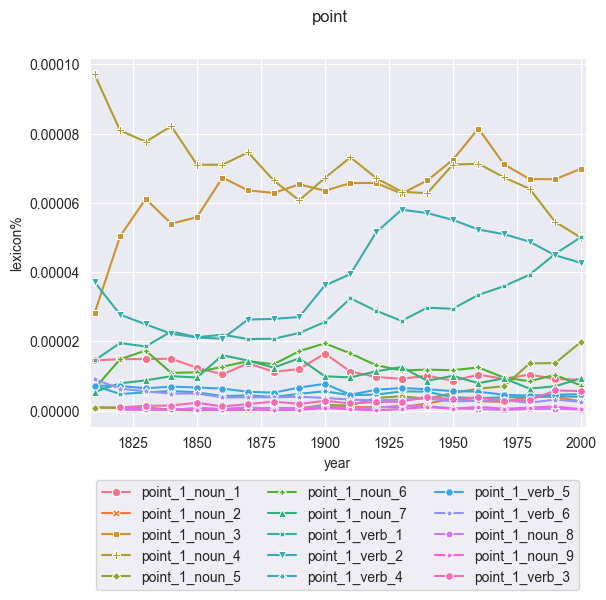 point
0.00010
0.00008
0.00006
0.00004
0.00002
0.00000
lexicon%
1825 1850 1875 1900 1925 1950 1975 2000
year
point_1_noun_1 point_1_noun_6 point_1_verb_5
point_1_noun_2 point_1_noun_7 point_1_verb_6
point_1_noun_3 point_1_verb_1 point_1_noun_8
point_1_noun_4 point_1_verb_2 point_1_noun_9
point_1_noun_5 point_1_verb_4 point_1_verb_3